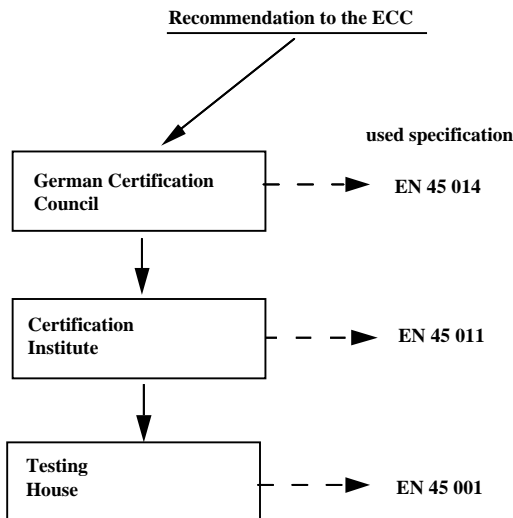 Recommendation to the ECC
used specification
German Certification
Council
EN 45 014
Certification
Institute
EN 45 011
Testing
House
EN 45 001